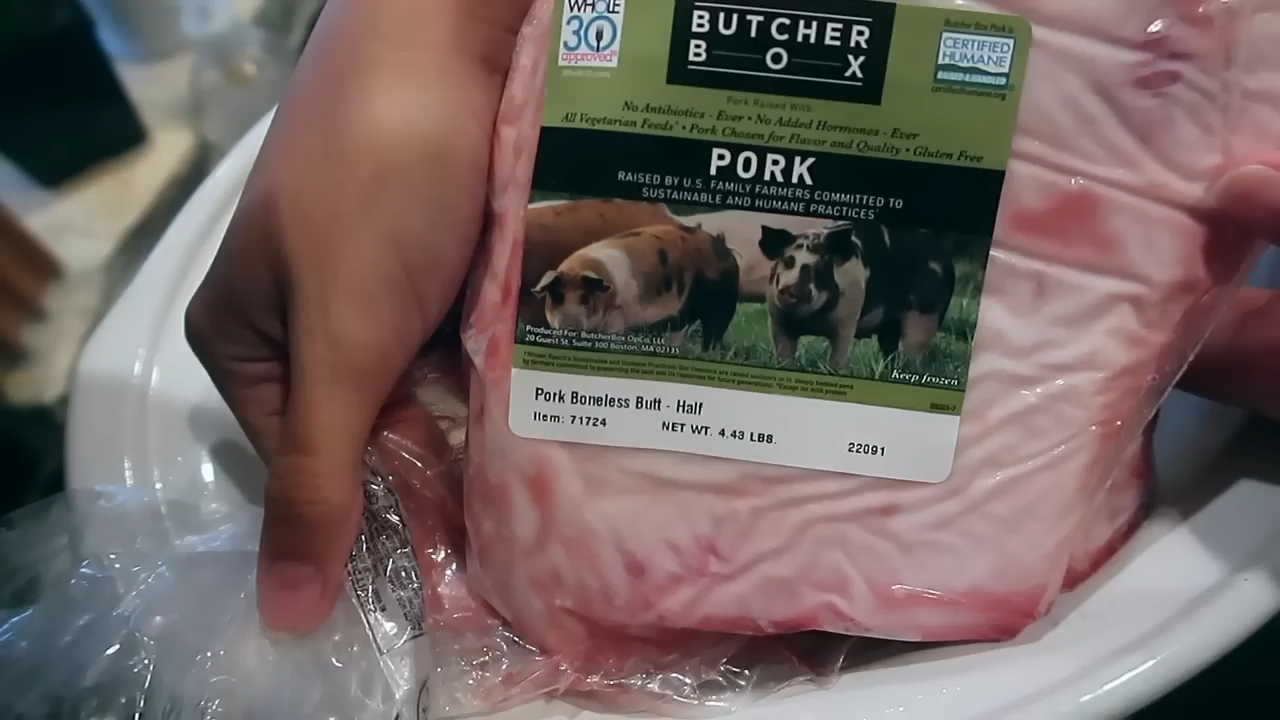 WHOLE
30
approved
BUTCHER
B O X
Butcher Box Pork is
CERTIFIED
HUMANE
RAISED & HANDLED
certifiedhumane.org
Pork Raised With:
No Antibiotics - Ever • No Added Hormones - Ever
All Vegetarian Feeds* • Pork Chosen for Flavor and Quality • Gluten Free
PORK
RAISED BY U.S. FAMILY FARMERS COMMITTED TO
SUSTAINABLE AND HUMANE PRACTICES†
Produced For: ButcherBox OpCo, LLC
20 Guest St, Suite 300 Boston, MA 02135
Keep frozen
Pork Boneless Butt - Half
Item: 71724 NET WT. 4.43 LBS. 22091